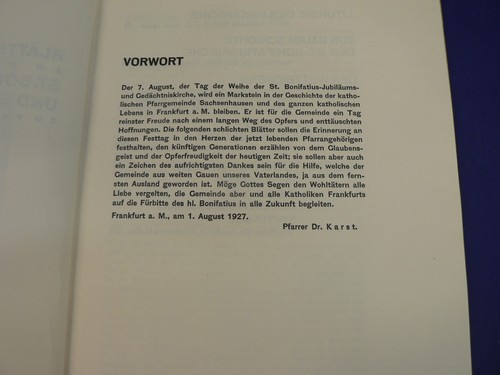 VORWORT
Der 7. August, der Tag der Weihe der St. Bonifatius-Jubiläums-
und Gedächtniskirche, wird ein Markstein in der Geschichte der katho-
lischen Pfarrgemeinde Sachsenhausen und des ganzen katholischen
Lebens in Frankfurt a. M. bleiben. Er ist für die Gemeinde ein Tag
reinster Freude nach einem langen Weg des Opfers und enttäuschten
Hoffnungen. Die folgenden schlichten Blätter sollen die Erinnerung an
diesen Festtag in den Herzen der jetzt lebenden Pfarrangehörigen
festhalten, den künftigen Generationen erzählen von dem Glaubens-
geist und der Opferfreudigkeit der heutigen Zeit; sie sollen aber auch
ein Zeichen des aufrichtigsten Dankes sein für die Hilfe, welche der
Gemeinde aus weiten Gauen unseres Vaterlandes, ja aus dem fern-
sten Ausland geworden ist. Möge Gottes Segen den Wohltätern alle
Liebe vergelten, die Gemeinde aber und alle Katholiken Frankfurts
auf die Fürbitte des hl. Bonifatius in alle Zukunft begleiten.
Frankfurt a. M., am 1. August 1927.
Pfarrer Dr. Karst.